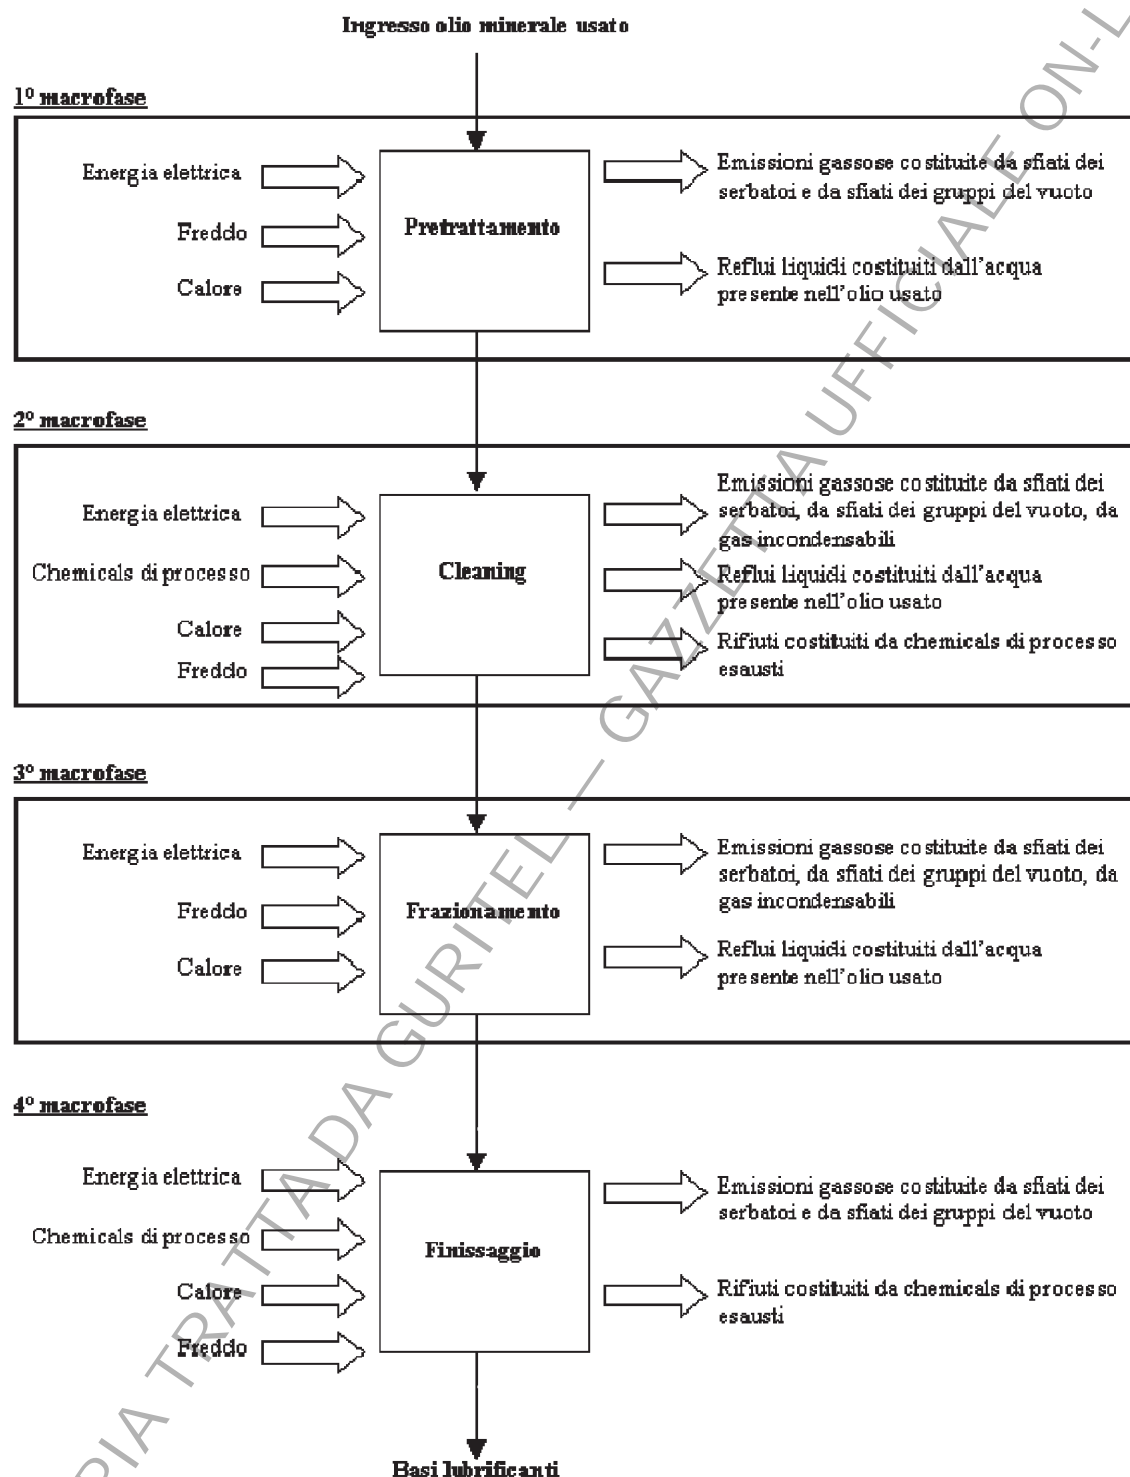 Ingresso olio minerale usato
1° macrofase
Energia elettrica
Freddo
Calore
Pretrattamento
Emissioni gassose costituite da sfiati dei
serbatoi e da sfiati dei gruppi del vuoto
Reflui liquidi costituiti dall'acqua
presente nell'olio usato
2° macrofase
Energia elettrica
Chemicals di processo
Calore
Freddo
Cleaning
Emissioni gassose costituite da sfiati dei
serbatoi, da sfiati dei gruppi del vuoto, da
gas incondensabili
Reflui liquidi costituiti dall'acqua
presente nell'olio usato
Rifiuti costituiti da chemicals di processo
esausti
3° macrofase
Energia elettrica
Freddo
Calore
Frazionamento
Emissioni gassose costituite da sfiati dei
serbatoi, da sfiati dei gruppi del vuoto, da
gas incondensabili
Reflui liquidi costituiti dall'acqua
presente nell'olio usato
4° macrofase
Energia elettrica
Chemicals di processo
Calore
Freddo
Finissaggio
Emissioni gassose costituite da sfiati dei
serbatoi e da sfiati dei gruppi del vuoto
Rifiuti costituiti da chemicals di processo
esausti
Basi lubrificanti
PIA TRATTA DA GURITEL — GAZZETTA UFFICIALE ON-L